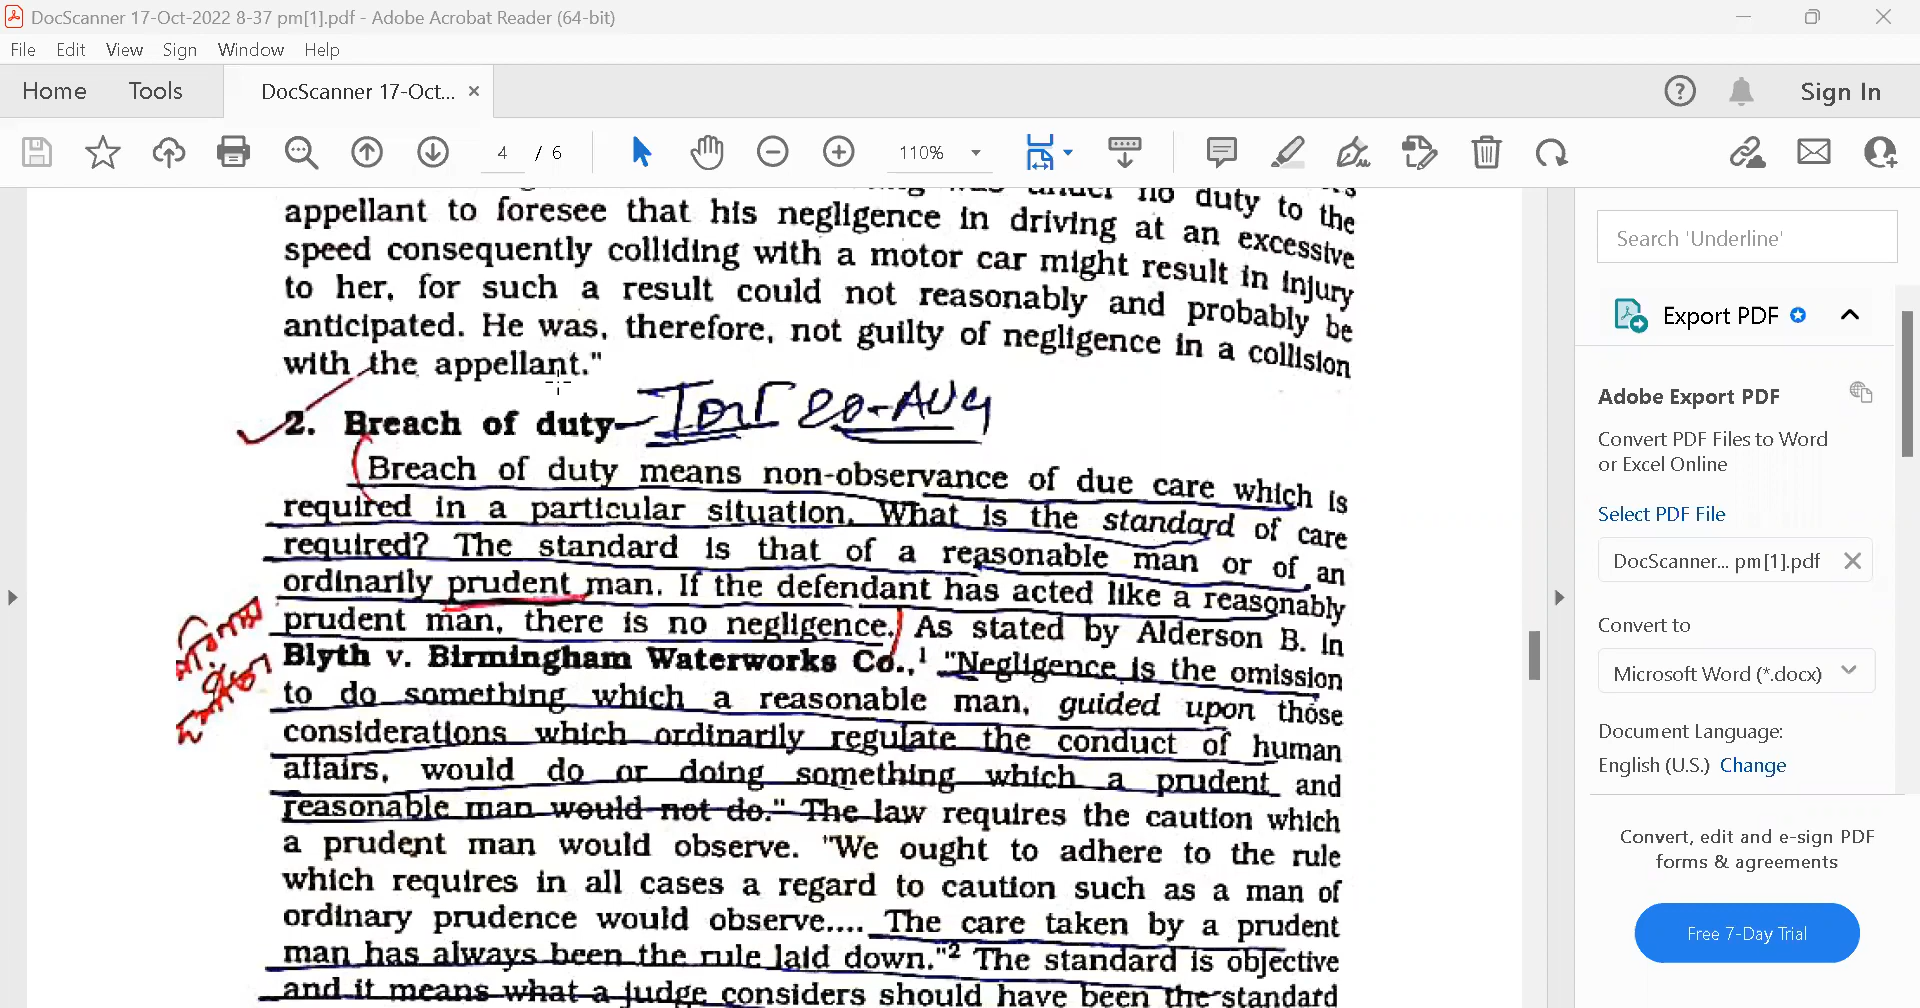 DocScanner 17-Oct-2022 8-37 pm[1].pdf - Adobe Acrobat Reader (64-bit)
File Edit View Sign Window Help
Home Tools DocScanner 17-Oct... × Sign In
4 / 6 110%
under no duty to the
appellant to foresee that his negligence in driving at an excessive
speed consequently colliding with a motor car might result in injury
to her, for such a result could not reasonably and probably be
anticipated. He was, therefore, not guilty of negligence in a collision
with the appellant."
2. Breach of duty-
Breach of duty means non-observance of due care which is
required in a particular situation. What is the standard of care
required? The standard is that of a reasonable man or of an
ordinarily prudent man. If the defendant has acted like a reasonably
prudent man, there is no negligence. As stated by Alderson B. in
Blyth v. Birmingham Waterworks Co.,¹ "Negligence is the omission
to do something which a reasonable man, guided upon those
considerations which ordinarily regulate the conduct of human
affairs, would do or doing something which a prudent and
reasonable man would not do." The law requires the caution which
a prudent man would observe. "We ought to adhere to the rule
which requires in all cases a regard to caution such as a man of
ordinary prudence would observe.... The care taken by a prudent
man has always been the rule laid down."² The standard is objective
and it means what a judge considers should have been the standard
Search 'Underline'
Export PDF
Adobe Export PDF
Convert PDF Files to Word
or Excel Online
Select PDF File
DocScanner... pm[1].pdf
Convert to
Microsoft Word (*.docx)
Document Language:
English (U.S.) Change
Convert, edit and e-sign PDF
forms & agreements
Free 7-Day Trial